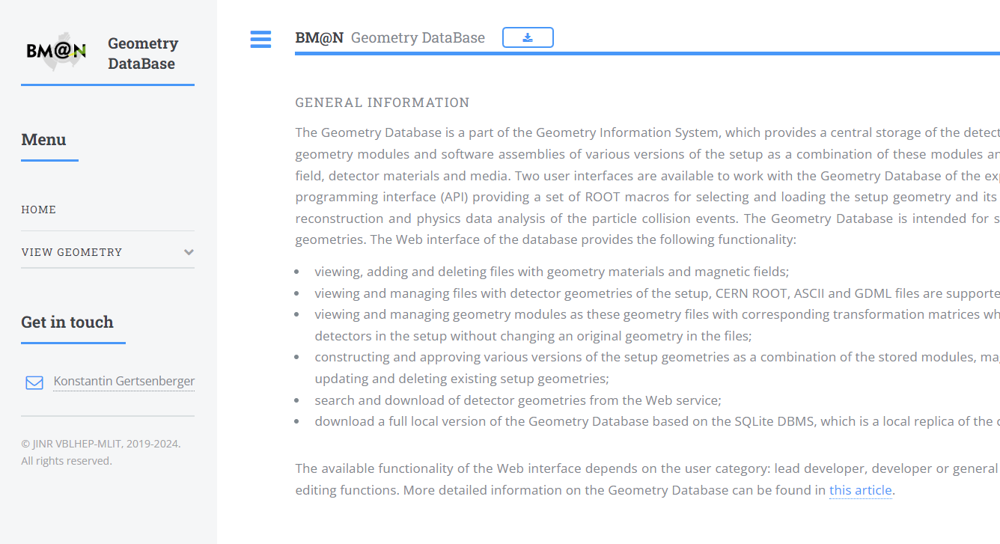 BM@N
Geometry
DataBase
Menu
HOME
VIEW GEOMETRY
Get in touch
Konstantin Gertsenberger
© JINR VBLHEP-MLIT, 2019-2024.
All rights reserved.
BM@N Geometry DataBase
GENERAL INFORMATION
The Geometry Database is a part of the Geometry Information System, which provides a central storage of the
geometry modules and software assemblies of various versions of the setup as a combination of these modules
field, detector materials and media. Two user interfaces are available to work with the Geometry Database of the
programming interface (API) providing a set of ROOT macros for selecting and loading the setup geometry and its
reconstruction and physics data analysis of the particle collision events. The Geometry Database is intended for
geometries. The Web interface of the database provides the following functionality:
• viewing, adding and deleting files with geometry materials and magnetic fields;
• viewing and managing files with detector geometries of the setup, CERN ROOT, ASCII and GDML files are
• viewing and managing geometry modules as these geometry files with corresponding transformation matrices
detectors in the setup without changing an original geometry in the files;
• constructing and approving various versions of the setup geometries as a combination of the stored modules,
updating and deleting existing setup geometries;
• search and download of detector geometries from the Web service;
• download a full local version of the Geometry Database based on the SQLite DBMS, which is a local replica of the
The available functionality of the Web interface depends on the user category: lead developer, developer or general
editing functions. More detailed information on the Geometry Database can be found in this article.